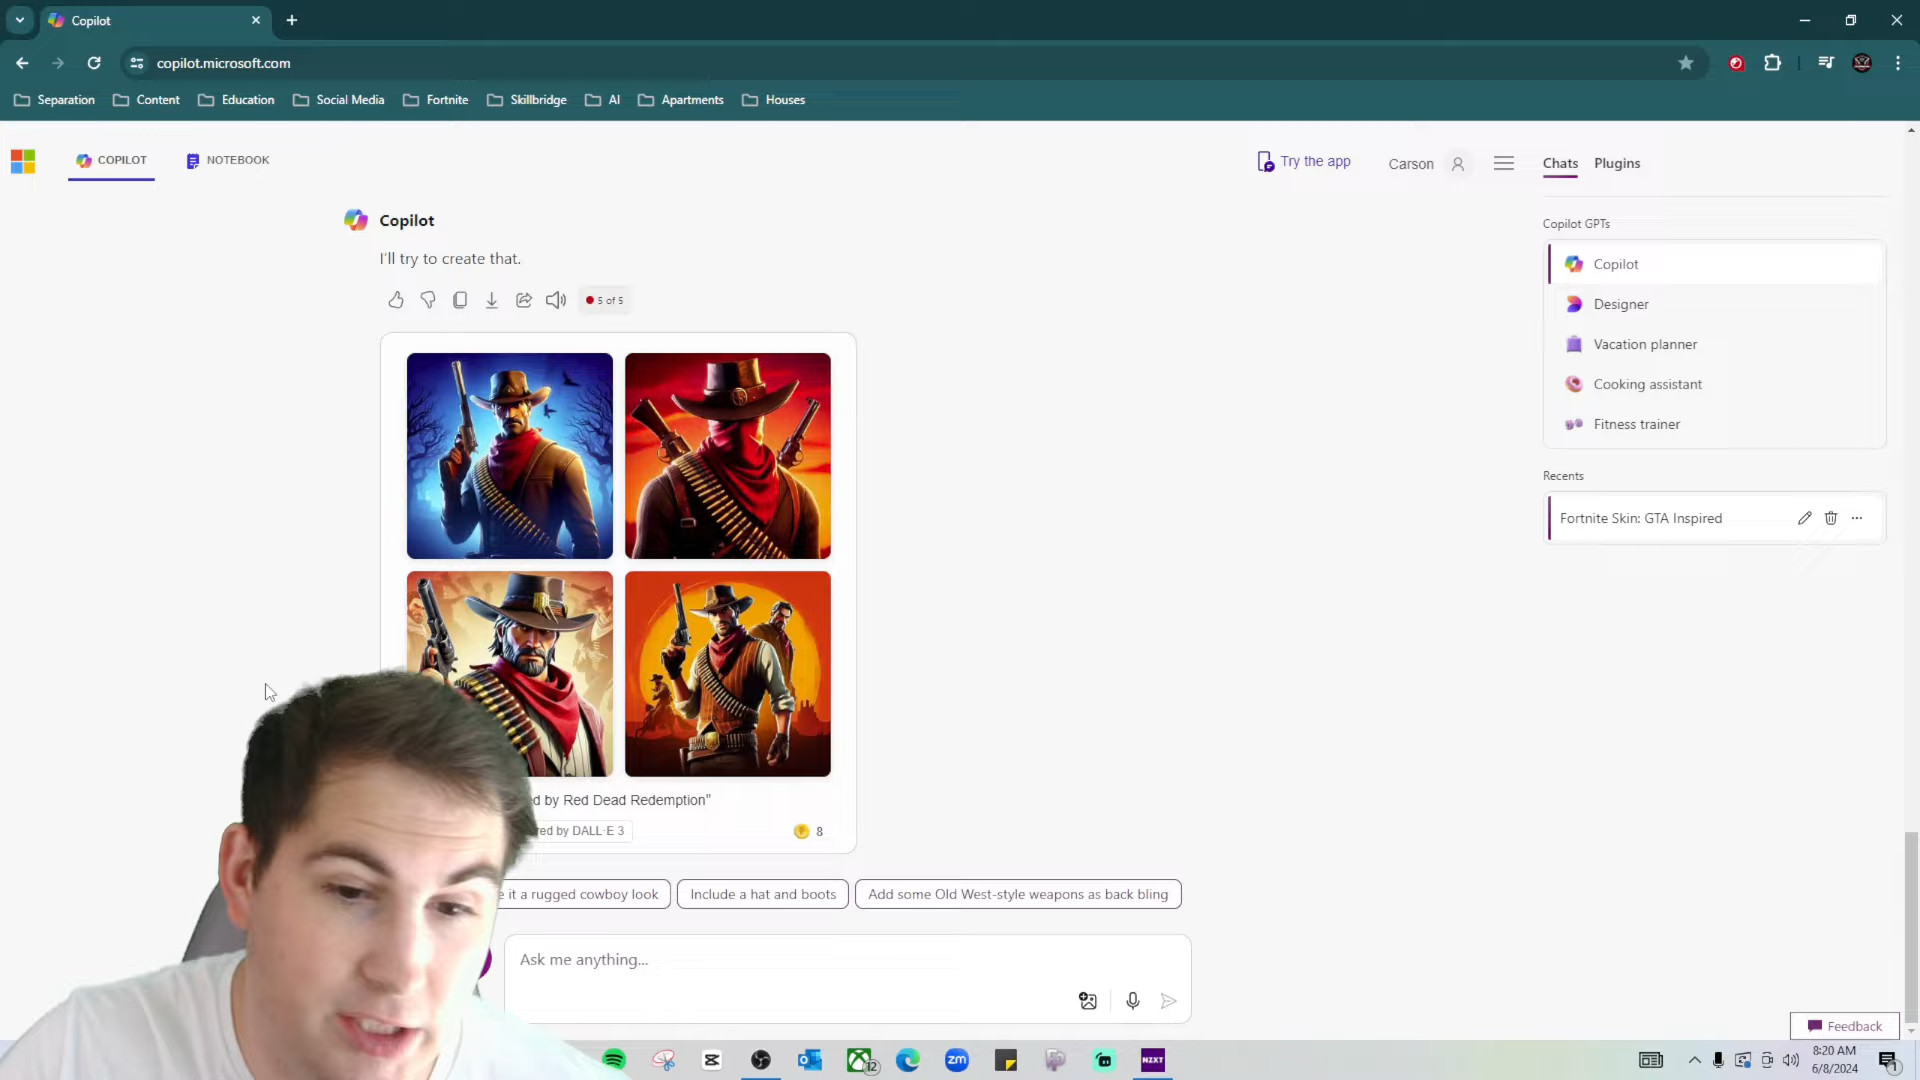 Copilot
copilot.microsoft.com
Separation
Content
Education
Social Media
Fortnite
Skillbridge
AI
Apartments
Houses
COPILOT
NOTEBOOK
Try the app
Carson
Chats
Plugins
Copilot
I'll try to create that.
5 of 5
d by Red Dead Redemption"
red by DALL·E 3
8
it a rugged cowboy look
Include a hat and boots
Add some Old West-style weapons as back bling
Ask me anything...
Copilot GPTs
Copilot
Designer
Vacation planner
Cooking assistant
Fitness trainer
Recents
Fortnite Skin: GTA Inspired
Feedback
12
zm
NZXT
8:20 AM
6/8/2024
1